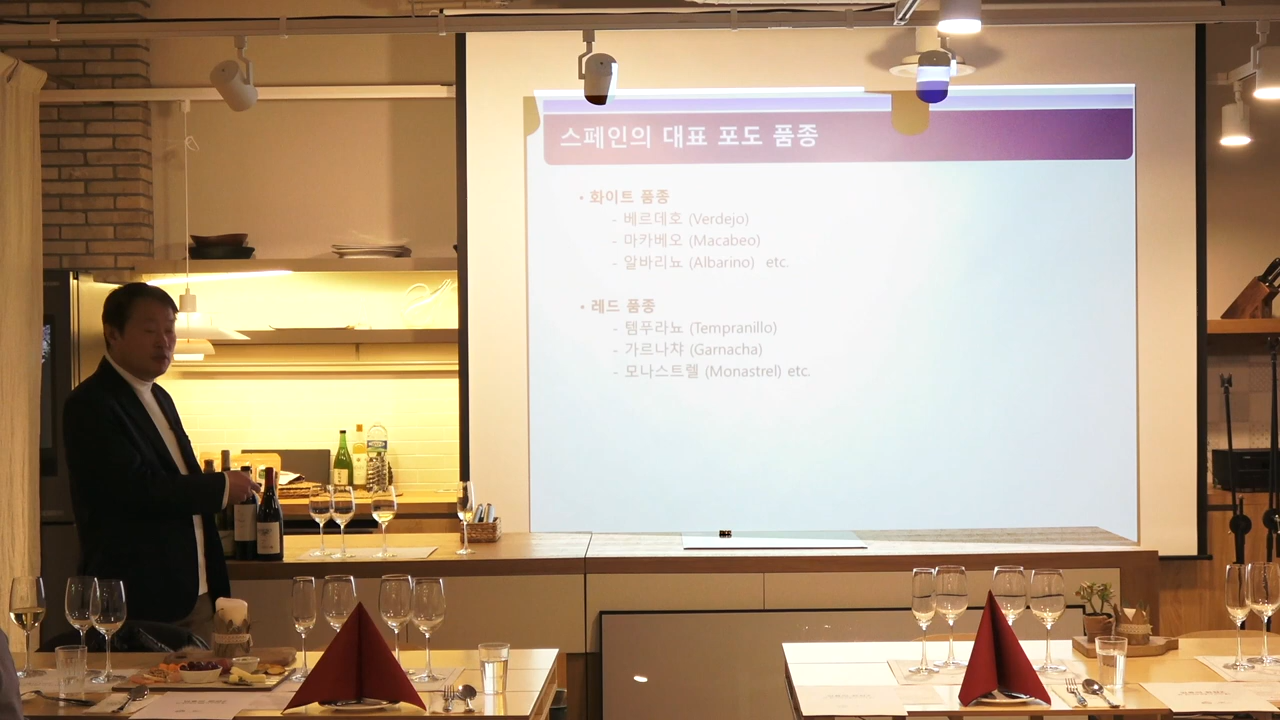 스페인의 대표 포도 품종
• 화이트 품종
- 베르데호 (Verdejo)
- 마카베오 (Macabeo)
- 알바리뇨 (Albarino) etc.
• 레드 품종
- 템푸라뇨 (Tempranillo)
- 가르나챠 (Garnacha)
- 모나스트렐 (Monastrel) etc.